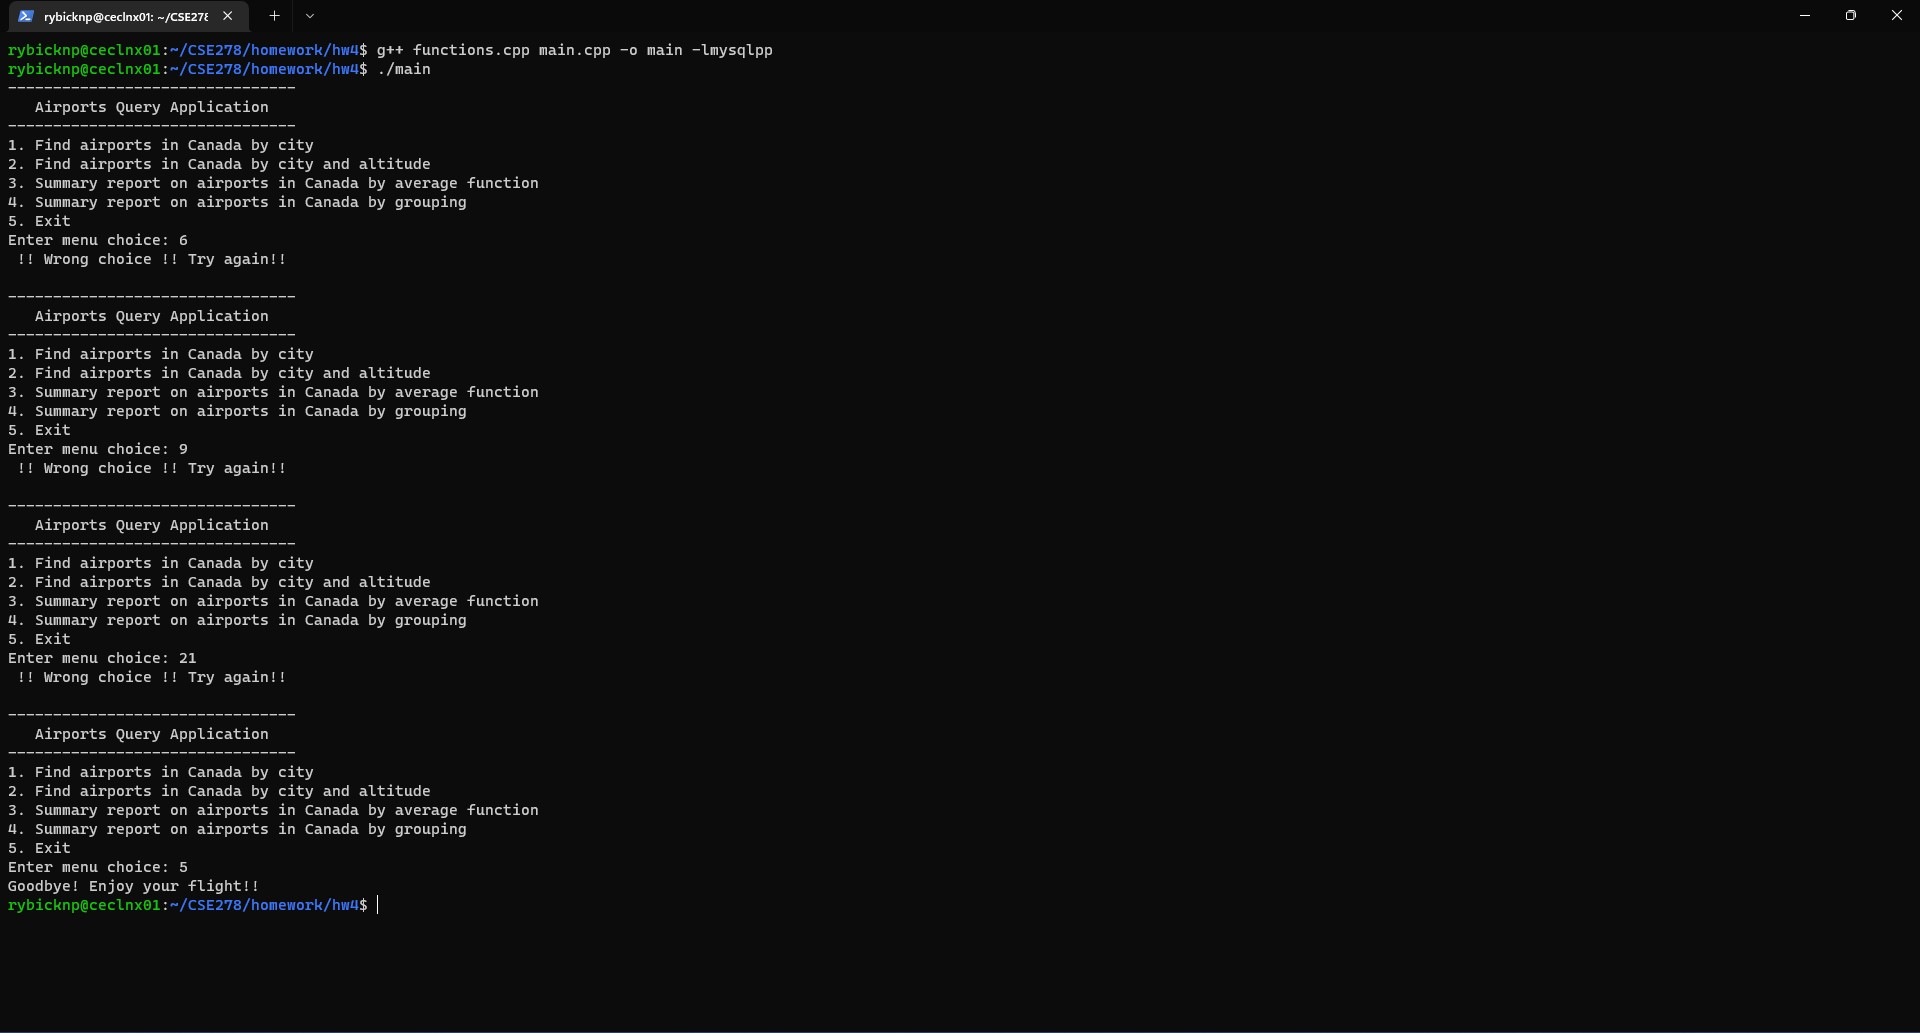 rybicknp@ceclnx01: ~/CSE278
rybicknp@ceclnx01:~/CSE278/homework/hw4$ g++ functions.cpp main.cpp -o main -lmysqlpp
rybicknp@ceclnx01:~/CSE278/homework/hw4$ ./main
--------------------------------
   Airports Query Application
--------------------------------
1. Find airports in Canada by city
2. Find airports in Canada by city and altitude
3. Summary report on airports in Canada by average function
4. Summary report on airports in Canada by grouping
5. Exit
Enter menu choice: 6
 !! Wrong choice !! Try again!!

--------------------------------
   Airports Query Application
--------------------------------
1. Find airports in Canada by city
2. Find airports in Canada by city and altitude
3. Summary report on airports in Canada by average function
4. Summary report on airports in Canada by grouping
5. Exit
Enter menu choice: 9
 !! Wrong choice !! Try again!!

--------------------------------
   Airports Query Application
--------------------------------
1. Find airports in Canada by city
2. Find airports in Canada by city and altitude
3. Summary report on airports in Canada by average function
4. Summary report on airports in Canada by grouping
5. Exit
Enter menu choice: 21
 !! Wrong choice !! Try again!!

--------------------------------
   Airports Query Application
--------------------------------
1. Find airports in Canada by city
2. Find airports in Canada by city and altitude
3. Summary report on airports in Canada by average function
4. Summary report on airports in Canada by grouping
5. Exit
Enter menu choice: 5
Goodbye! Enjoy your flight!!
rybicknp@ceclnx01:~/CSE278/homework/hw4$